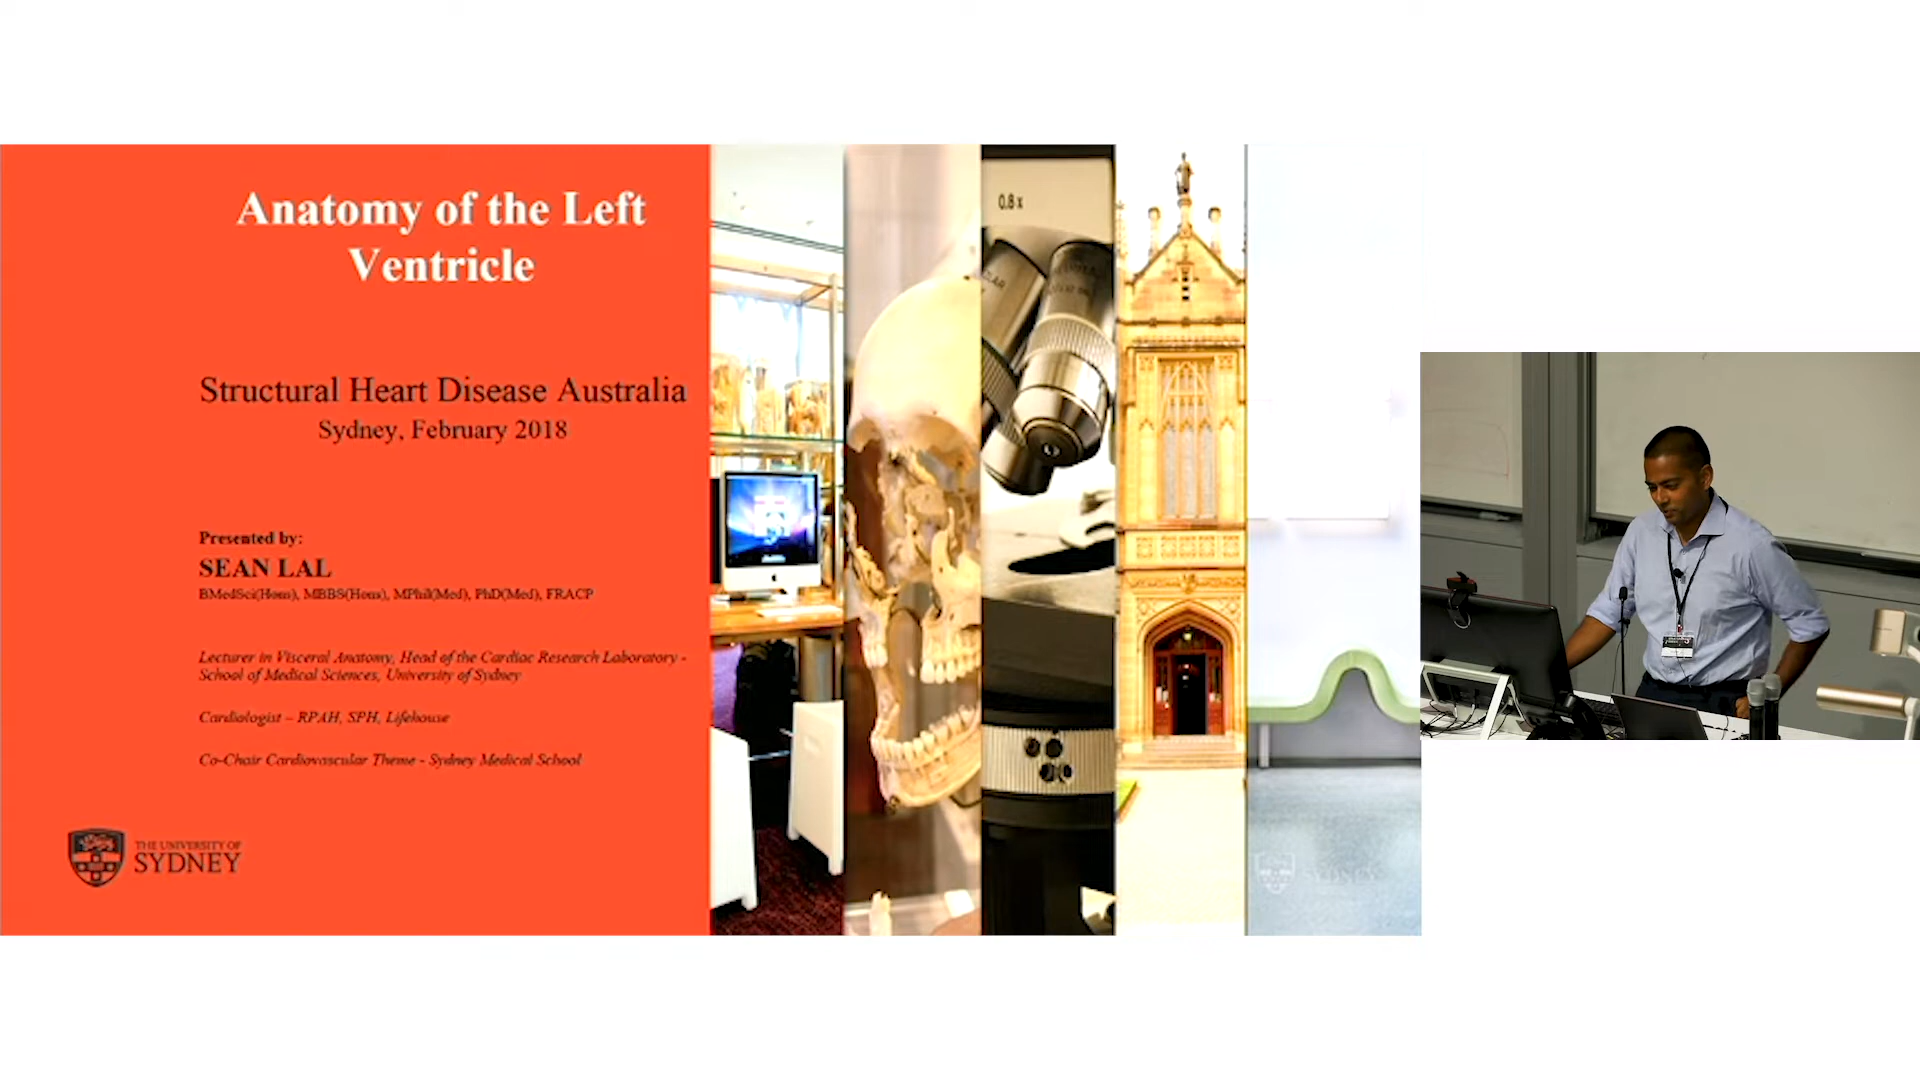 Anatomy of the Left
Ventricle
Structural Heart Disease Australia
Sydney, February 2018
Presented by:
SEAN LAL
BMedSci(Hons), MBBS(Hons), MPhil(Med), PhD(Med), FRACP
Lecturer in Visceral Anatomy, Head of the Cardiac Research Laboratory -
School of Medical Sciences, University of Sydney
Cardiologist – RPAH, SPH, Lifehouse
Co-Chair Cardiovascular Theme - Sydney Medical School
THE UNIVERSITY OF
SYDNEY
0.8x
SYDNEY